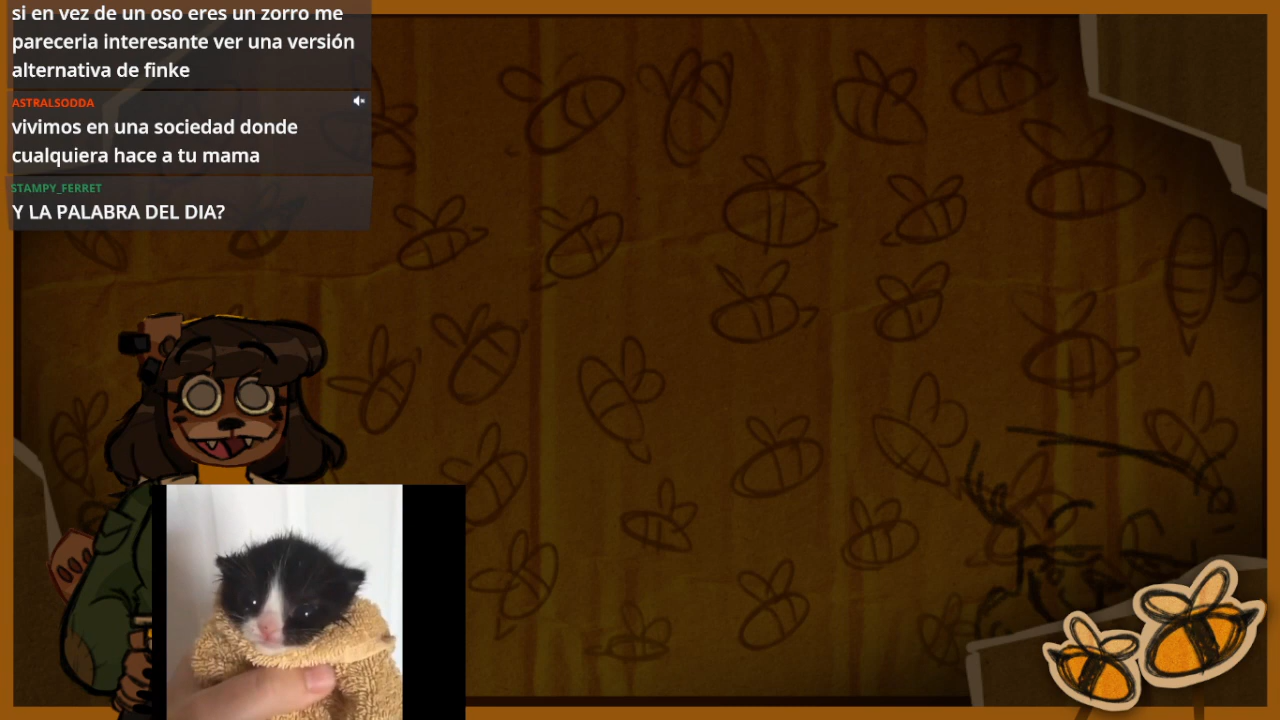 si en vez de un oso eres un zorro me
pareceria interesante ver una versión
alternativa de finke
ASTRALSODDA
vivimos en una sociedad donde
cualquiera hace a tu mama
STAMPY_FERRET
Y LA PALABRA DEL DIA?